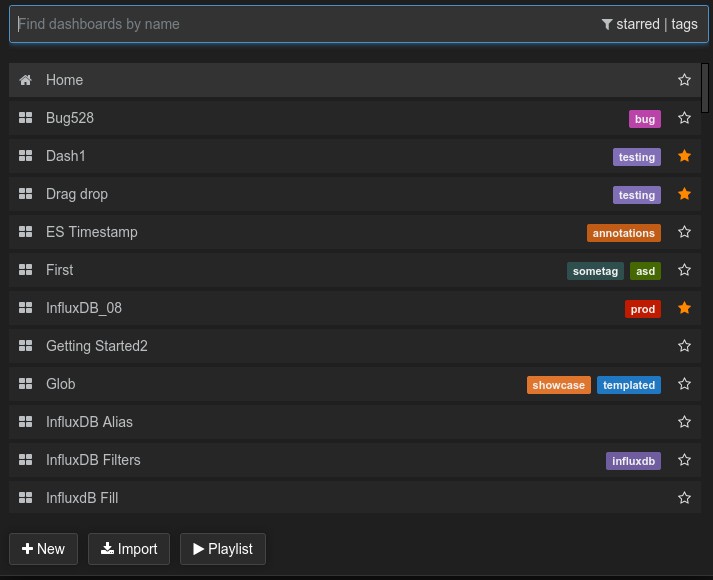 Find dashboards by name starred | tags
Home
Bug528 bug
Dash1 testing
Drag drop testing
ES Timestamp annotations
First sometag asd
InfluxDB_08 prod
Getting Started2
Glob showcase templated
InfluxDB Alias
InfluxDB Filters influxdb
InfluxdB Fill
New Import Playlist